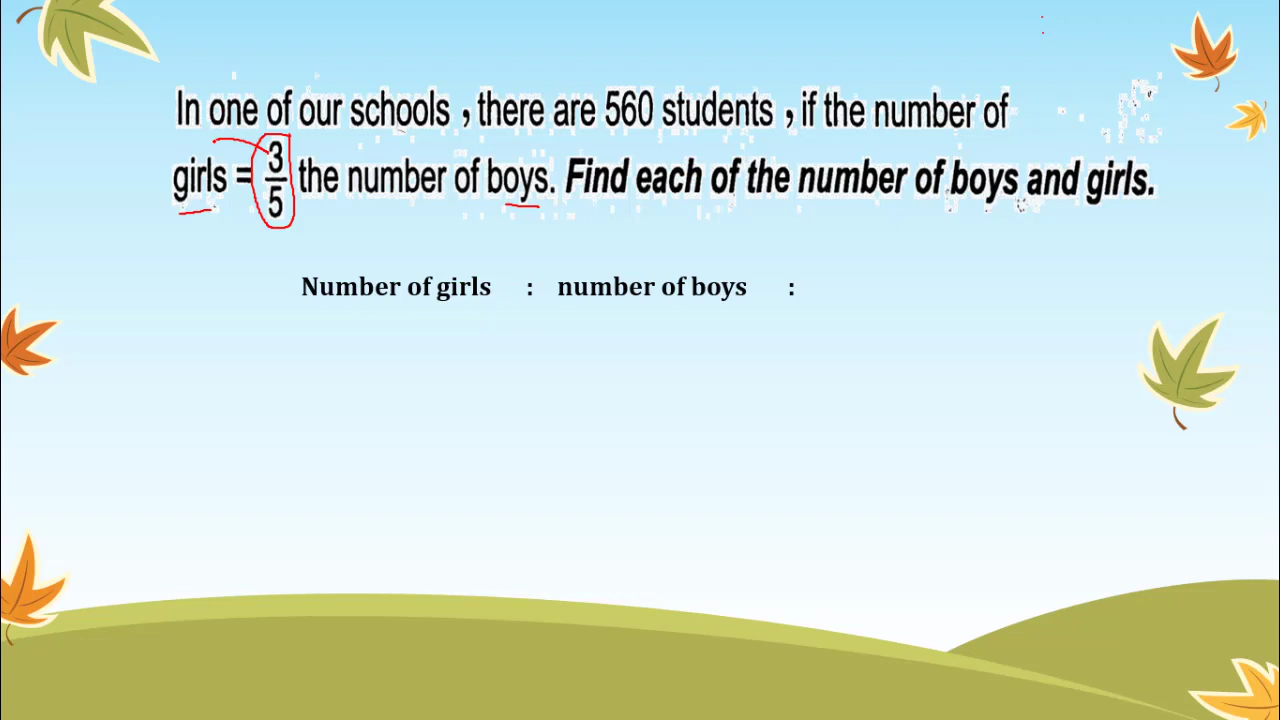 In one of our schools , there are 560 students , if the number of
girls = 3/5 the number of boys. Find each of the number of boys and girls.
Number of girls : number of boys :